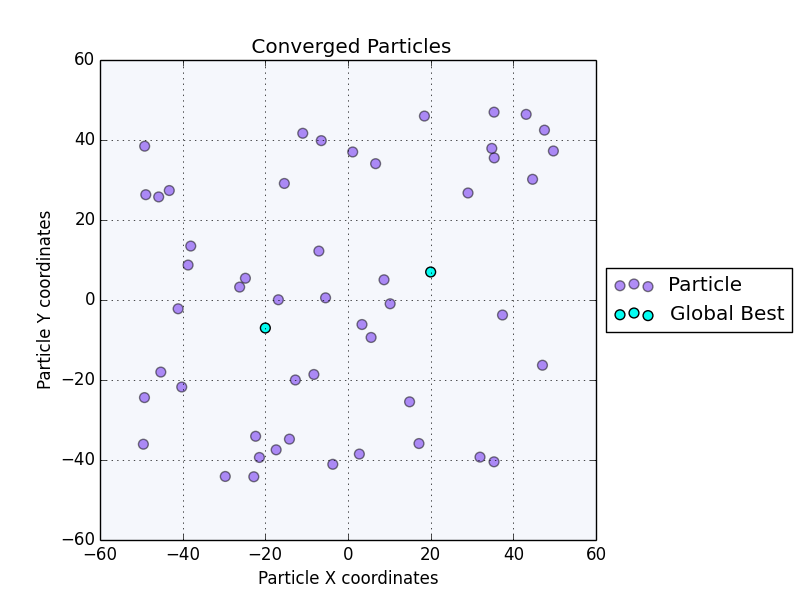 Converged Particles
Particle Y coordinates
60
40
20
0
−20
−40
−60
−60
−40
−20
0
20
40
60
Particle X coordinates
Particle
Global Best